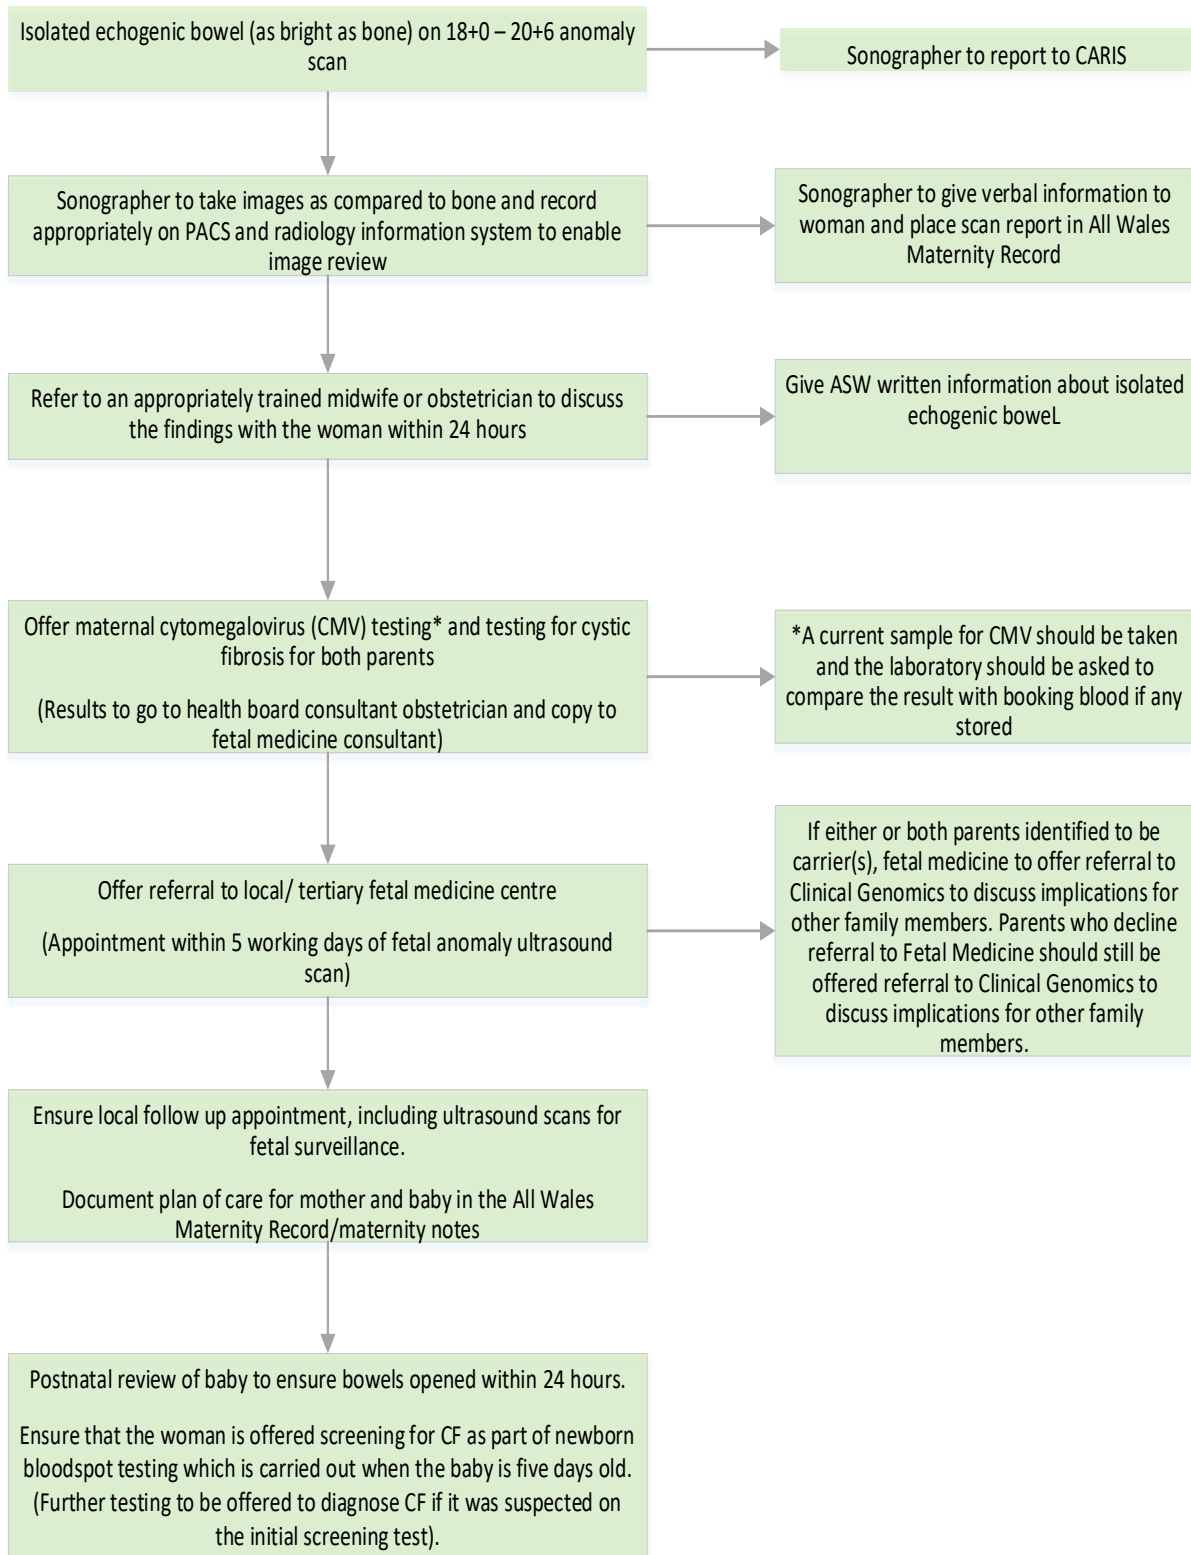 Isolated echogenic bowel (as bright as bone) on 18+0 – 20+6 anomaly
scan
Sonographer to report to CARIS
Sonographer to take images as compared to bone and record
appropriately on PACS and radiology information system to enable
image review
Sonographer to give verbal information to
woman and place scan report in All Wales
Maternity Record
Refer to an appropriately trained midwife or obstetrician to discuss
the findings with the woman within 24 hours
Give ASW written information about isolated
echogenic boweL
Offer maternal cytomegalovirus (CMV) testing* and testing for cystic
fibrosis for both parents
(Results to go to health board consultant obstetrician and copy to
fetal medicine consultant)
*A current sample for CMV should be taken
and the laboratory should be asked to
compare the result with booking blood if any
stored
Offer referral to local/ tertiary fetal medicine centre
(Appointment within 5 working days of fetal anomaly ultrasound
scan)
If either or both parents identified to be
carrier(s), fetal medicine to offer referral to
Clinical Genomics to discuss implications for
other family members. Parents who decline
referral to Fetal Medicine should still be
offered referral to Clinical Genomics to
discuss implications for other family
members.
Ensure local follow up appointment, including ultrasound scans for
fetal surveillance.
Document plan of care for mother and baby in the All Wales
Maternity Record/maternity notes
Postnatal review of baby to ensure bowels opened within 24 hours.
Ensure that the woman is offered screening for CF as part of newborn
bloodspot testing which is carried out when the baby is five days old.
(Further testing to be offered to diagnose CF if it was suspected on
the initial screening test).